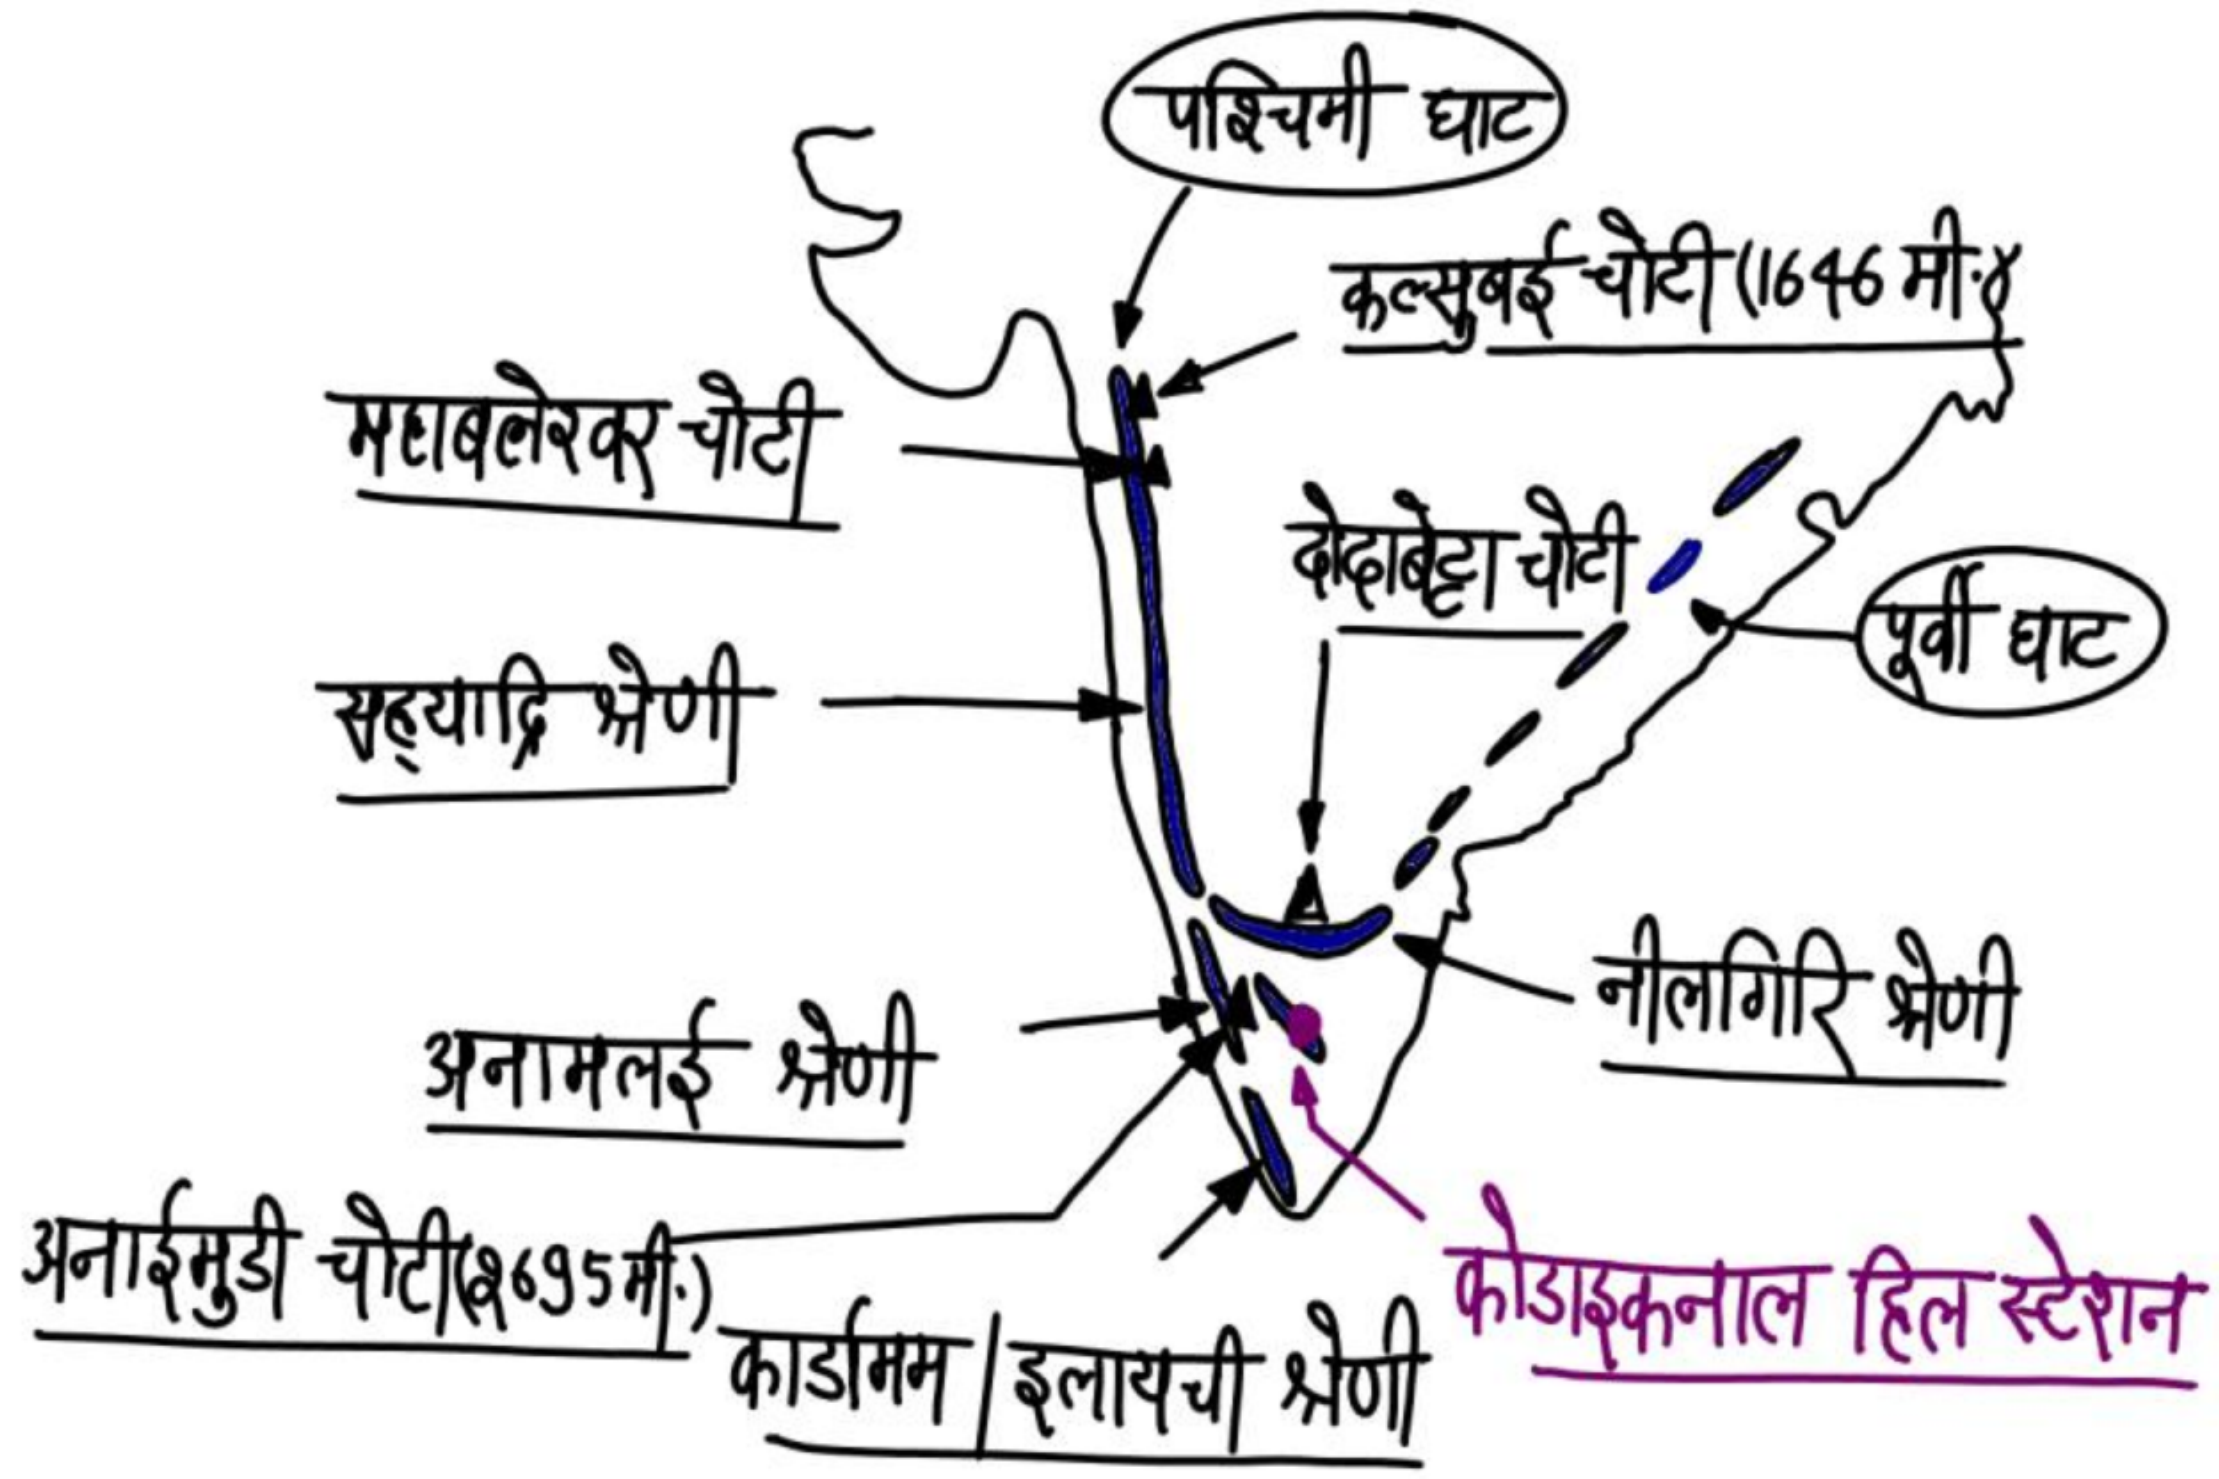 पश्चिमी घाट
कल्सुबई चोटी (1646 मी.)
महाबलेश्वर चोटी
दोदाबेट्टा चोटी
पूर्वी घाट
सह्याद्रि श्रेणी
नीलगिरि श्रेणी
अनामलई श्रेणी
अनाईमुडी चोटी (2695 मी.)
कोडाइकनाल हिल स्टेशन
कार्डामम / इलायची श्रेणी